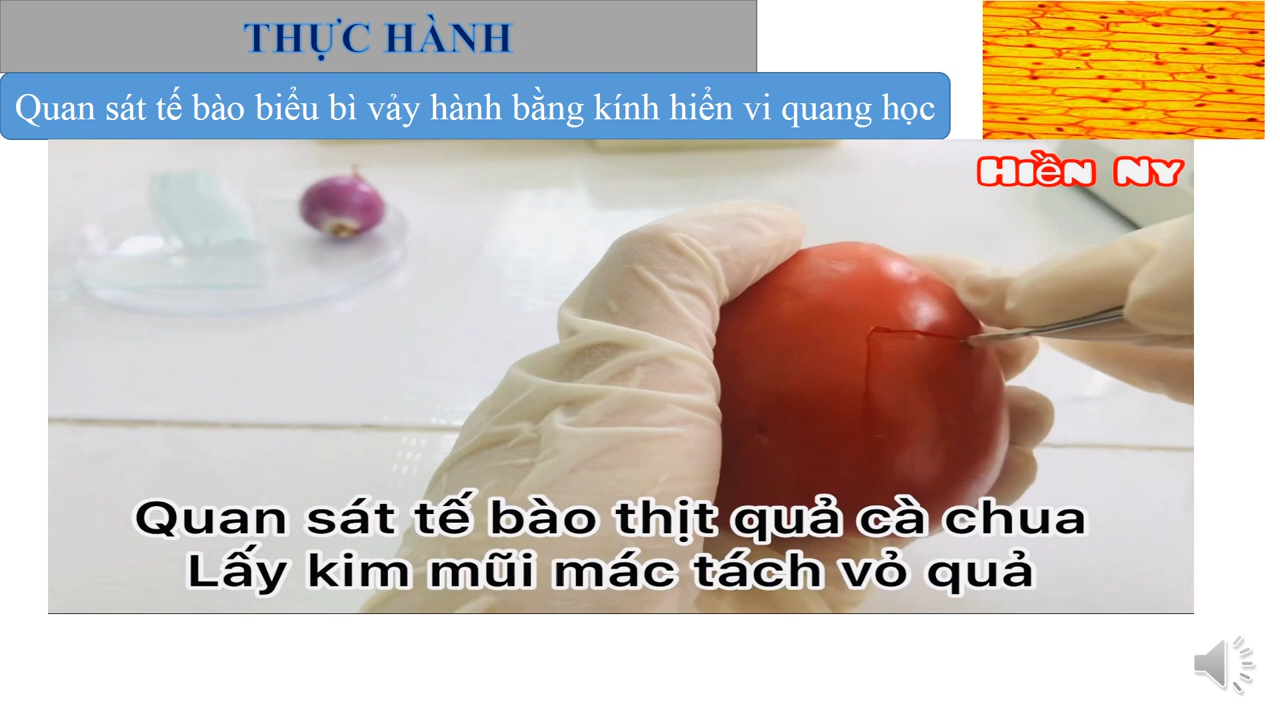 THỰC HÀNH
Quan sát tế bào biểu bì vảy hành bằng kính hiển vi quang học
Hiền Ny
Quan sát tế bào thịt quả cà chua
Lấy kim mũi mác tách vỏ quả